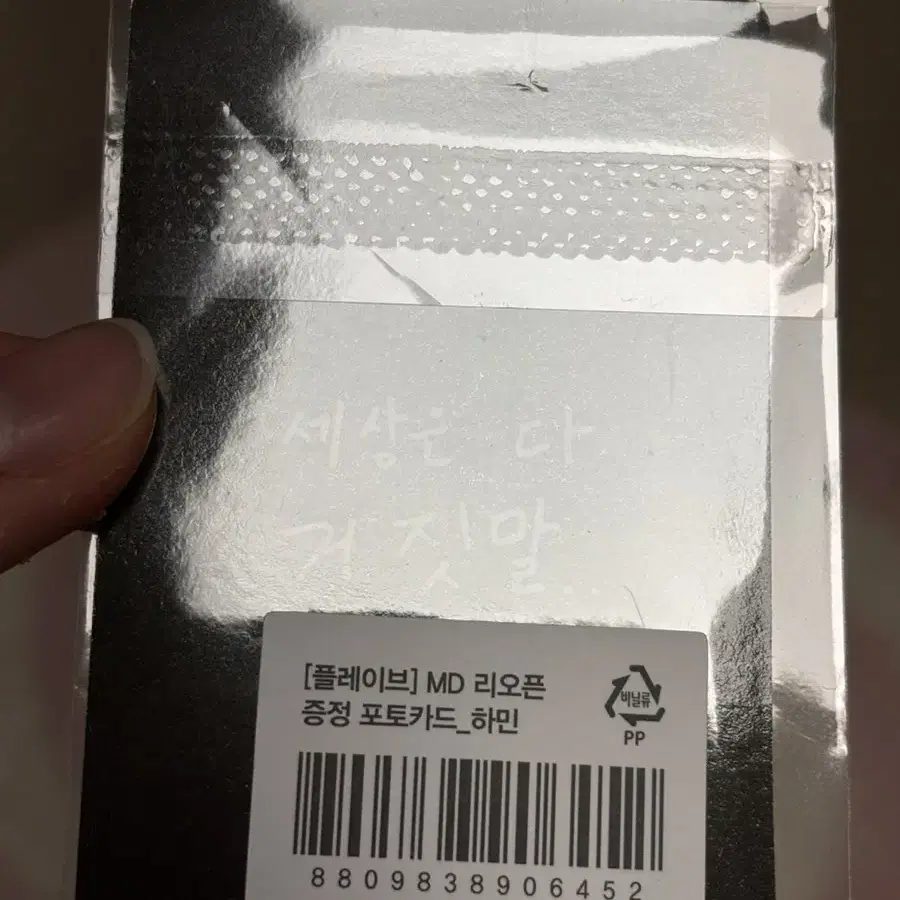 세상은 다
거짓말..
[플레이브] MD 리오픈
증정 포토카드_하민
비닐류
PP
8809838906452